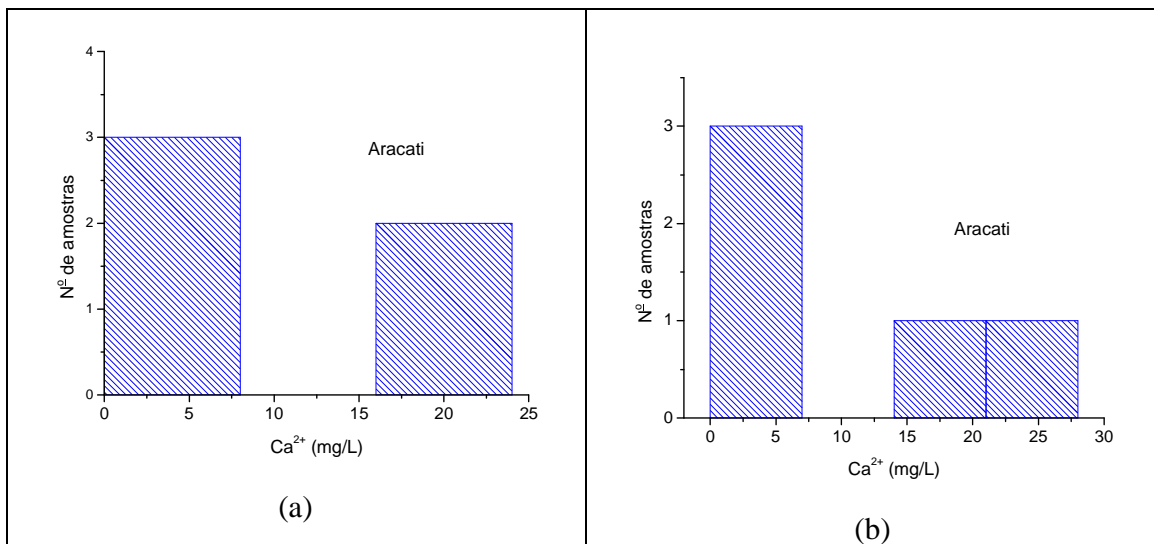 4
3
2
1
0
Nº de amostras
Aracati
0 5 10 15 20 25
Ca²⁺ (mg/L)
(a)
3
2
1
0
Nº de amostras
Aracati
0 5 10 15 20 25 30
Ca²⁺ (mg/L)
(b)